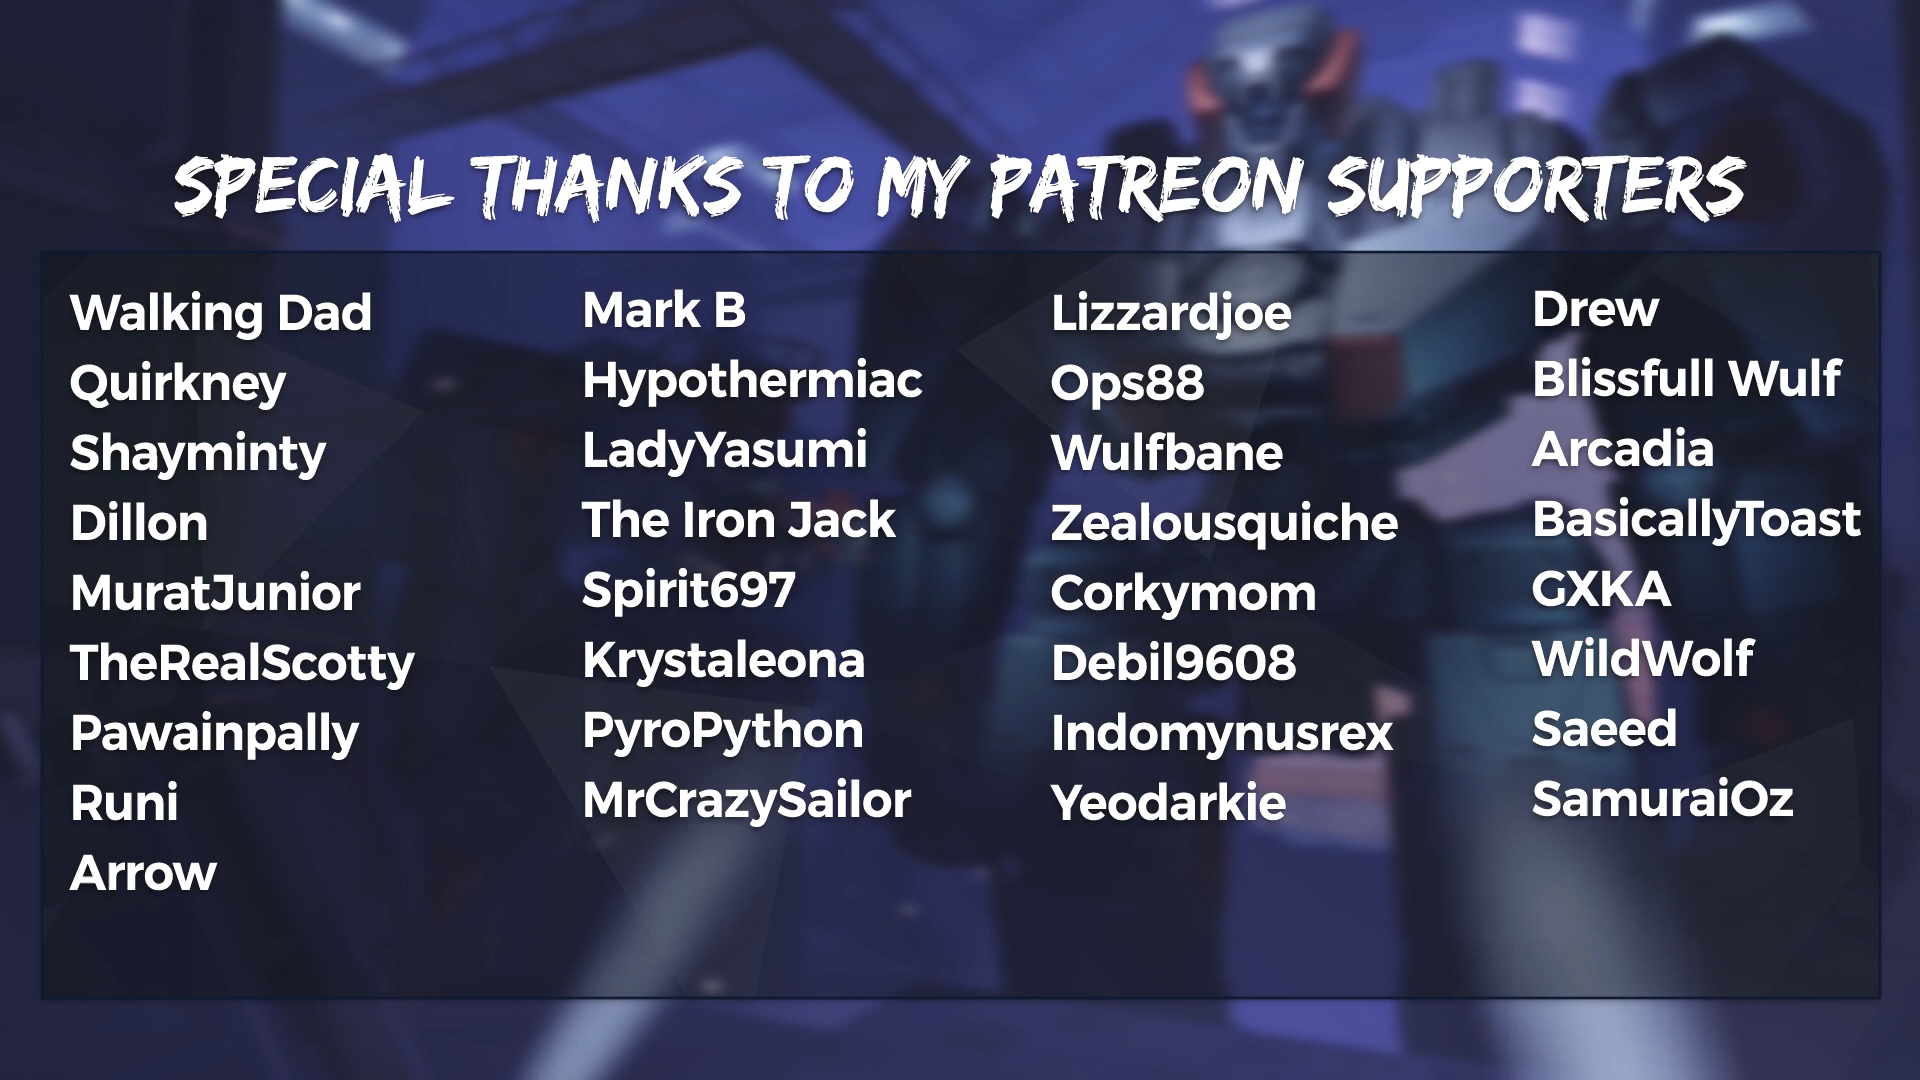 SPECIAL THANKS TO MY PATREON SUPPORTERS
Walking Dad
Quirkney
Shayminty
Dillon
MuratJunior
TheRealScotty
Pawainpally
Runi
Arrow
Mark B
Hypothermiac
LadyYasumi
The Iron Jack
Spirit697
Krystaleona
PyroPython
MrCrazySailor
Lizzardjoe
Ops88
Wulfbane
Zealousquiche
Corkymom
Debil9608
Indomynusrex
Yeodarkie
Drew
Blissfull Wulf
Arcadia
BasicallyToast
GXKA
WildWolf
Saeed
SamuraiOz